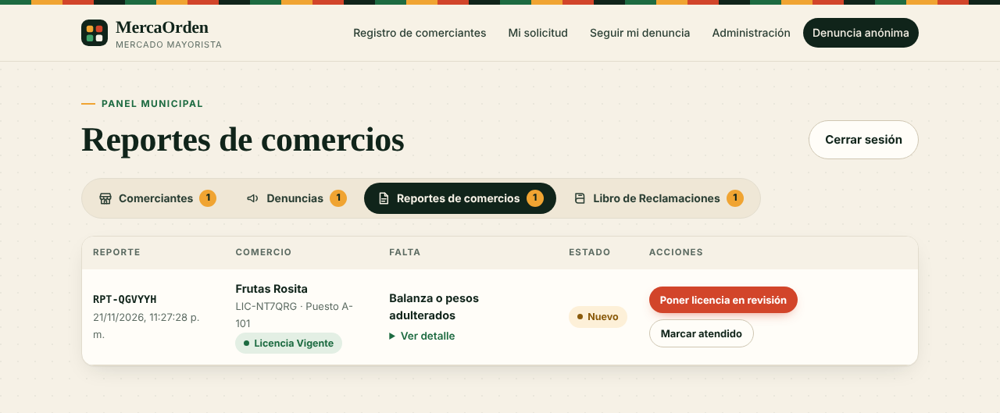 MercaOrden
MERCADO MAYORISTA
Registro de comerciantes
Mi solicitud
Seguir mi denuncia
Administración
Denuncia anónima
PANEL MUNICIPAL
Reportes de comercios
Cerrar sesión
Comerciantes 1
Denuncias 1
Reportes de comercios 1
Libro de Reclamaciones 1
REPORTE
COMERCIO
FALTA
ESTADO
ACCIONES
RPT-QGVYYH
21/11/2026, 11:27:28 p.
m.
Frutas Rosita
LIC-NT7QRG · Puesto A-
101
Licencia Vigente
Balanza o pesos
adulterados
Ver detalle
Nuevo
Poner licencia en revisión
Marcar atendido